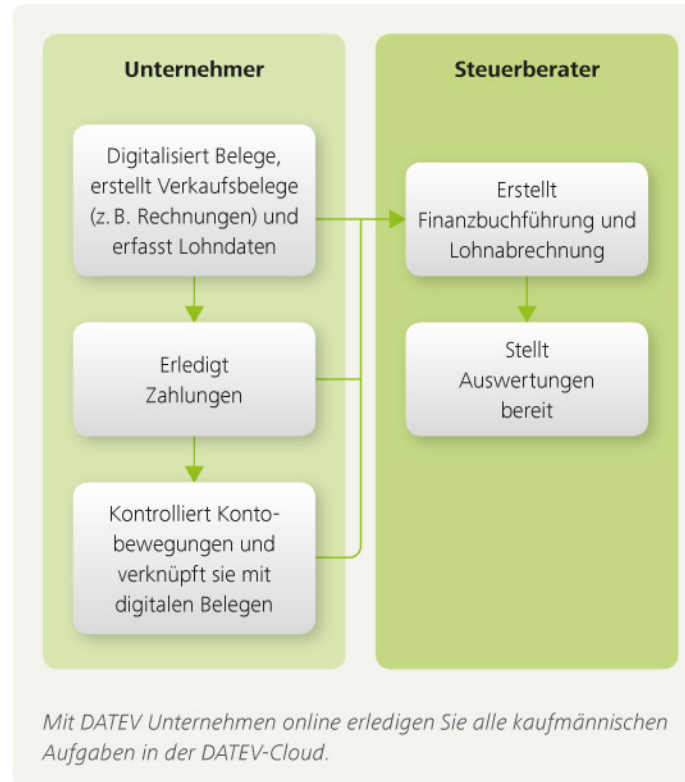 Unternehmer
Digitalisiert Belege,
erstellt Verkaufsbelege
(z. B. Rechnungen) und
erfasst Lohndaten
Erledigt
Zahlungen
Kontrolliert Konto-
bewegungen und
verknüpft sie mit
digitalen Belegen
Steuerberater
Erstellt
Finanzbuchführung und
Lohnabrechnung
Stellt
Auswertungen
bereit
Mit DATEV Unternehmen online erledigen Sie alle kaufmännischen
Aufgaben in der DATEV-Cloud.